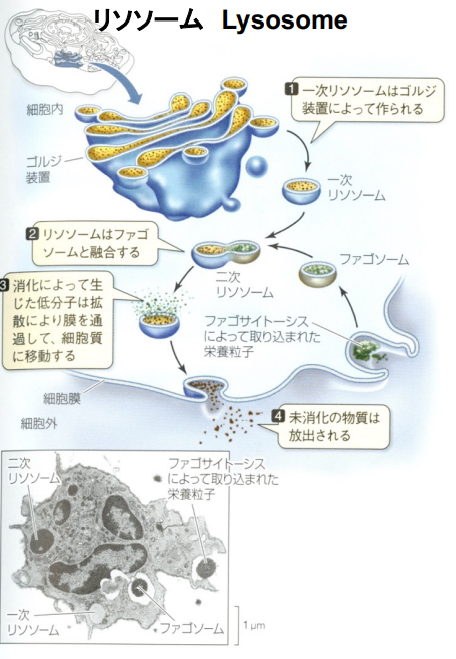 リソソーム Lysosome
1 一次リソソームはゴルジ
装置によって作られる
細胞内
ゴルジ
装置
一次
リソソーム
2 リソソームはファゴ
ソームと融合する
ファゴソーム
二次
リソソーム
3 消化によって生
じた低分子は拡
散により膜を通
過して、細胞質
に移動する
ファゴサイトーシス
によって取り込まれた
栄養粒子
細胞膜
細胞外
4 未消化の物質は
放出される
二次
リソソーム
ファゴサイトーシス
によって取り込まれた
栄養粒子
一次
リソソーム
ファゴソーム
1μm